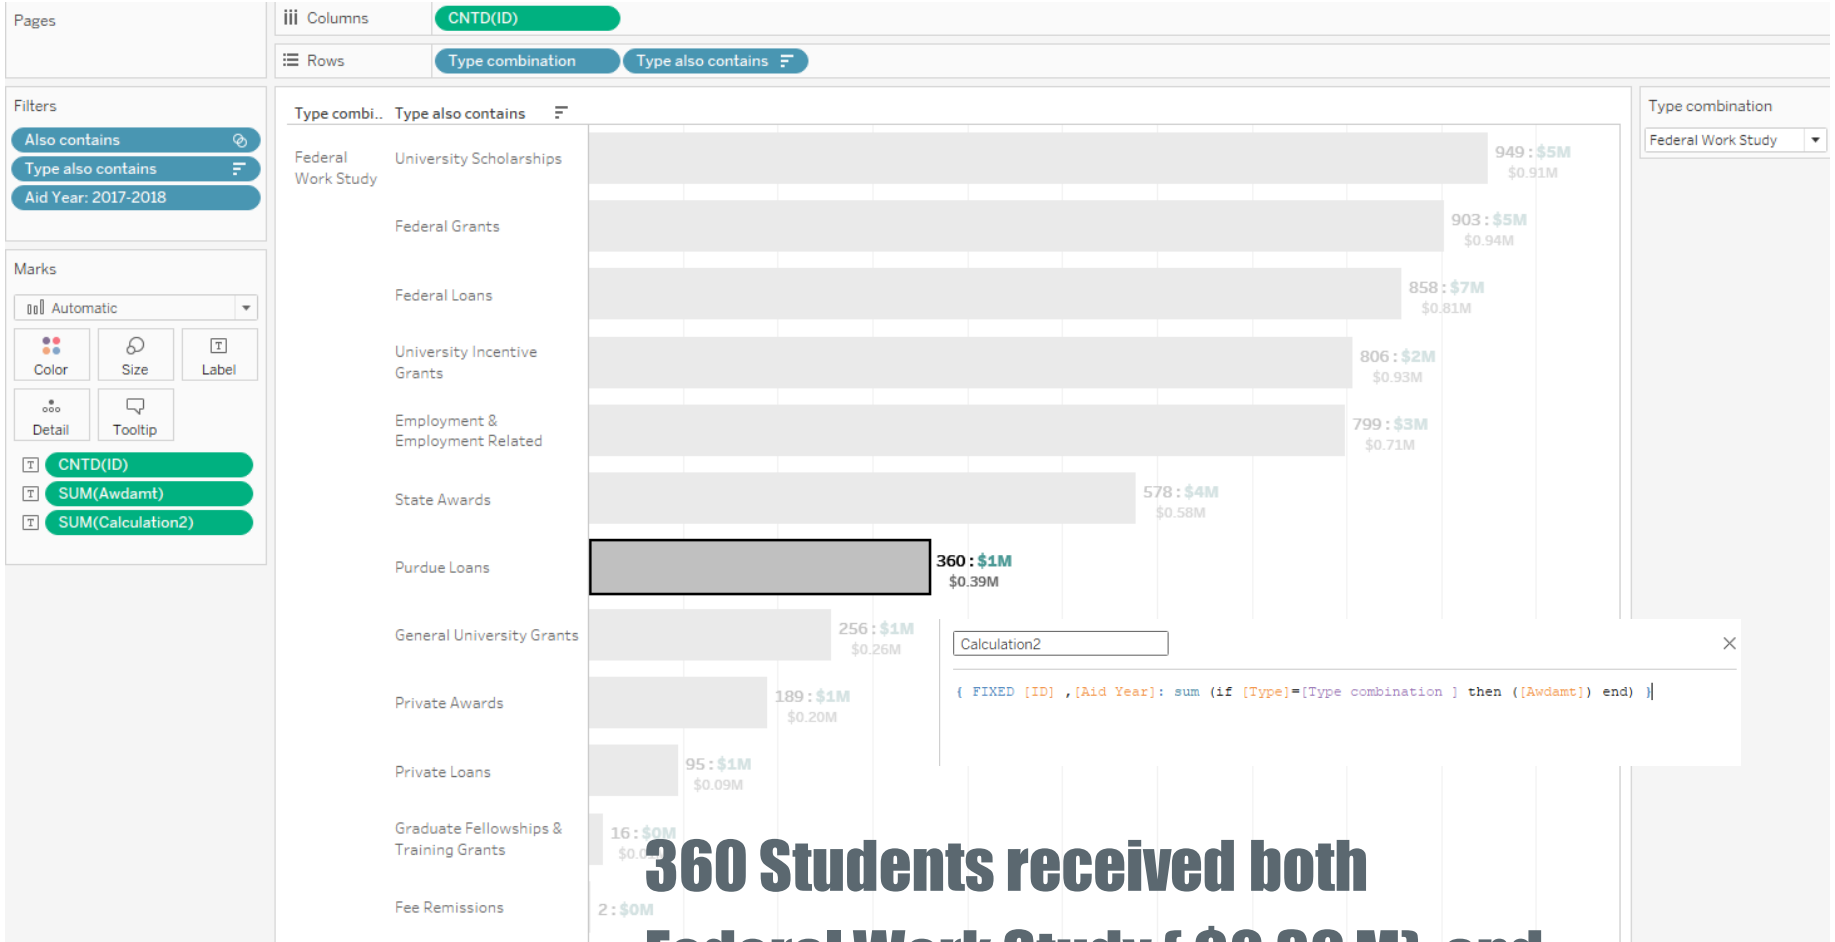 Pages
Columns
CNTD(ID)
Rows
Type combination
Type also contains
Filters
Also contains
Type also contains
Aid Year: 2017-2018
Marks
Automatic
Color
Size
Label
Detail
Tooltip
CNTD(ID)
SUM(Awdamt)
SUM(Calculation2)
Type combi.. Type also contains
Federal
Work Study
University Scholarships
949 : $5M
$0.91M
Federal Grants
903 : $5M
$0.94M
Federal Loans
858 : $7M
$0.81M
University Incentive
Grants
806 : $2M
$0.93M
Employment &
Employment Related
799 : $3M
$0.71M
State Awards
578 : $4M
$0.58M
Purdue Loans
360 : $1M
$0.39M
General University Grants
256 : $1M
$0.26M
Private Awards
189 : $1M
$0.20M
Private Loans
95 : $1M
$0.09M
Graduate Fellowships &
Training Grants
16 : $0M
Fee Remissions
2 : $0M
Type combination
Federal Work Study
Calculation2
{ FIXED [ID] ,[Aid Year]: sum (if [Type]=[Type combination ] then ([Awdamt]) end) }
360 Students received both
Federal Work Study ( and